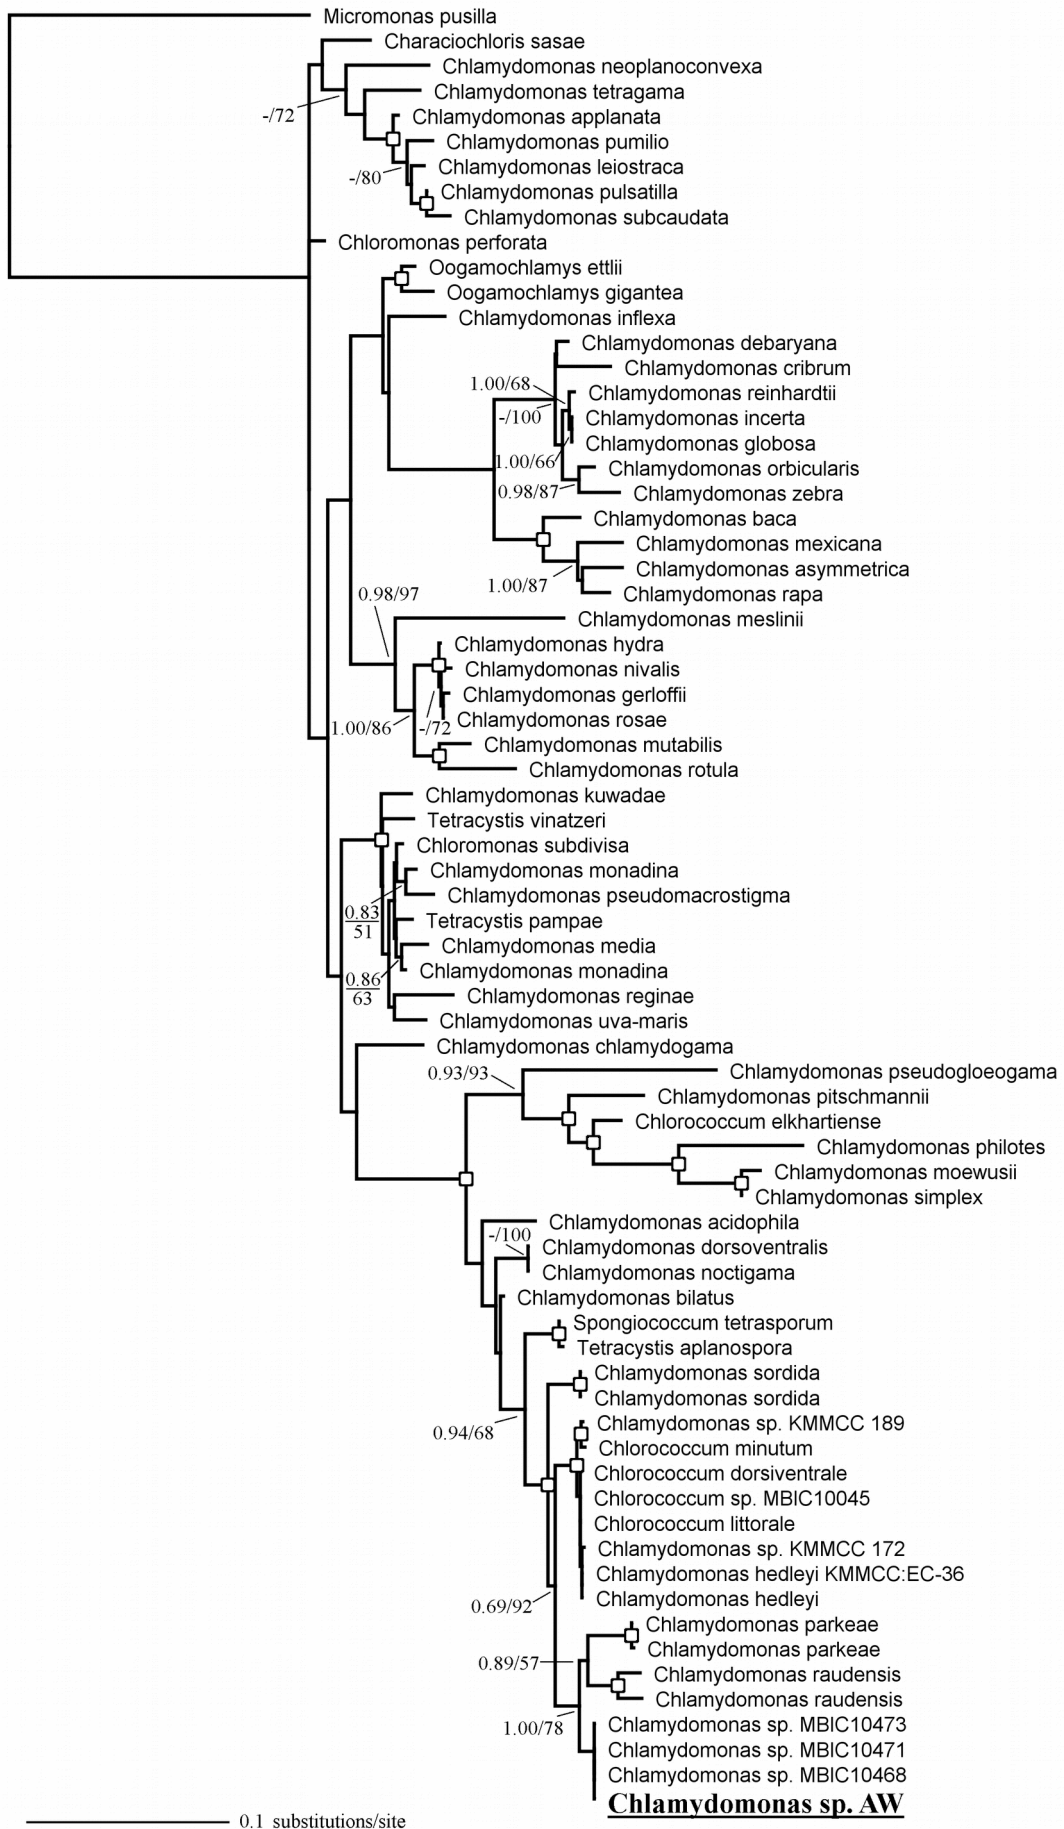 Micromonas pusilla
Characiochloris sasae
Chlamydomonas neoplanoconvexa
Chlamydomonas tetragama
-/72
Chlamydomonas applanata
Chlamydomonas pumilio
Chlamydomonas leiostraca
-/80
Chlamydomonas pulsatilla
Chlamydomonas subcaudata
Chloromonas perforata
Oogamochlamys ettlii
Oogamochlamys gigantea
Chlamydomonas inflexa
Chlamydomonas debaryana
Chlamydomonas cribrum
1.00/68
Chlamydomonas reinhardtii
-/100
Chlamydomonas incerta
Chlamydomonas globosa
1.00/66
Chlamydomonas orbicularis
0.98/87
Chlamydomonas zebra
Chlamydomonas baca
Chlamydomonas mexicana
Chlamydomonas asymmetrica
1.00/87
Chlamydomonas rapa
0.98/97
Chlamydomonas meslinii
Chlamydomonas hydra
Chlamydomonas nivalis
Chlamydomonas gerloffii
Chlamydomonas rosae
1.00/86
-/72
Chlamydomonas mutabilis
Chlamydomonas rotula
Chlamydomonas kuwadae
Tetracystis vinatzeri
Chloromonas subdivisa
Chlamydomonas monadina
Chlamydomonas pseudomacrostigma
0.83
51
Tetracystis pampae
Chlamydomonas media
Chlamydomonas monadina
0.86
63
Chlamydomonas reginae
Chlamydomonas uva-maris
Chlamydomonas chlamydogama
0.93/93
Chlamydomonas pseudogloeogama
Chlamydomonas pitschmannii
Chlorococcum elkhartiense
Chlamydomonas philotes
Chlamydomonas moewusii
Chlamydomonas simplex
Chlamydomonas acidophila
-/100
Chlamydomonas dorsoventralis
Chlamydomonas noctigama
Chlamydomonas bilatus
Spongiococcum tetrasporum
Tetracystis aplanospora
Chlamydomonas sordida
Chlamydomonas sordida
Chlamydomonas sp. KMMCC 189
0.94/68
Chlorococcum minutum
Chlorococcum dorsiventrale
Chlorococcum sp. MBIC10045
Chlorococcum littorale
Chlamydomonas sp. KMMCC 172
Chlamydomonas hedleyi KMMCC:EC-36
Chlamydomonas hedleyi
0.69/92
Chlamydomonas parkeae
Chlamydomonas parkeae
0.89/57
Chlamydomonas raudensis
Chlamydomonas raudensis
Chlamydomonas sp. MBIC10473
1.00/78
Chlamydomonas sp. MBIC10471
Chlamydomonas sp. MBIC10468
Chlamydomonas sp. AW
0.1 substitutions/site